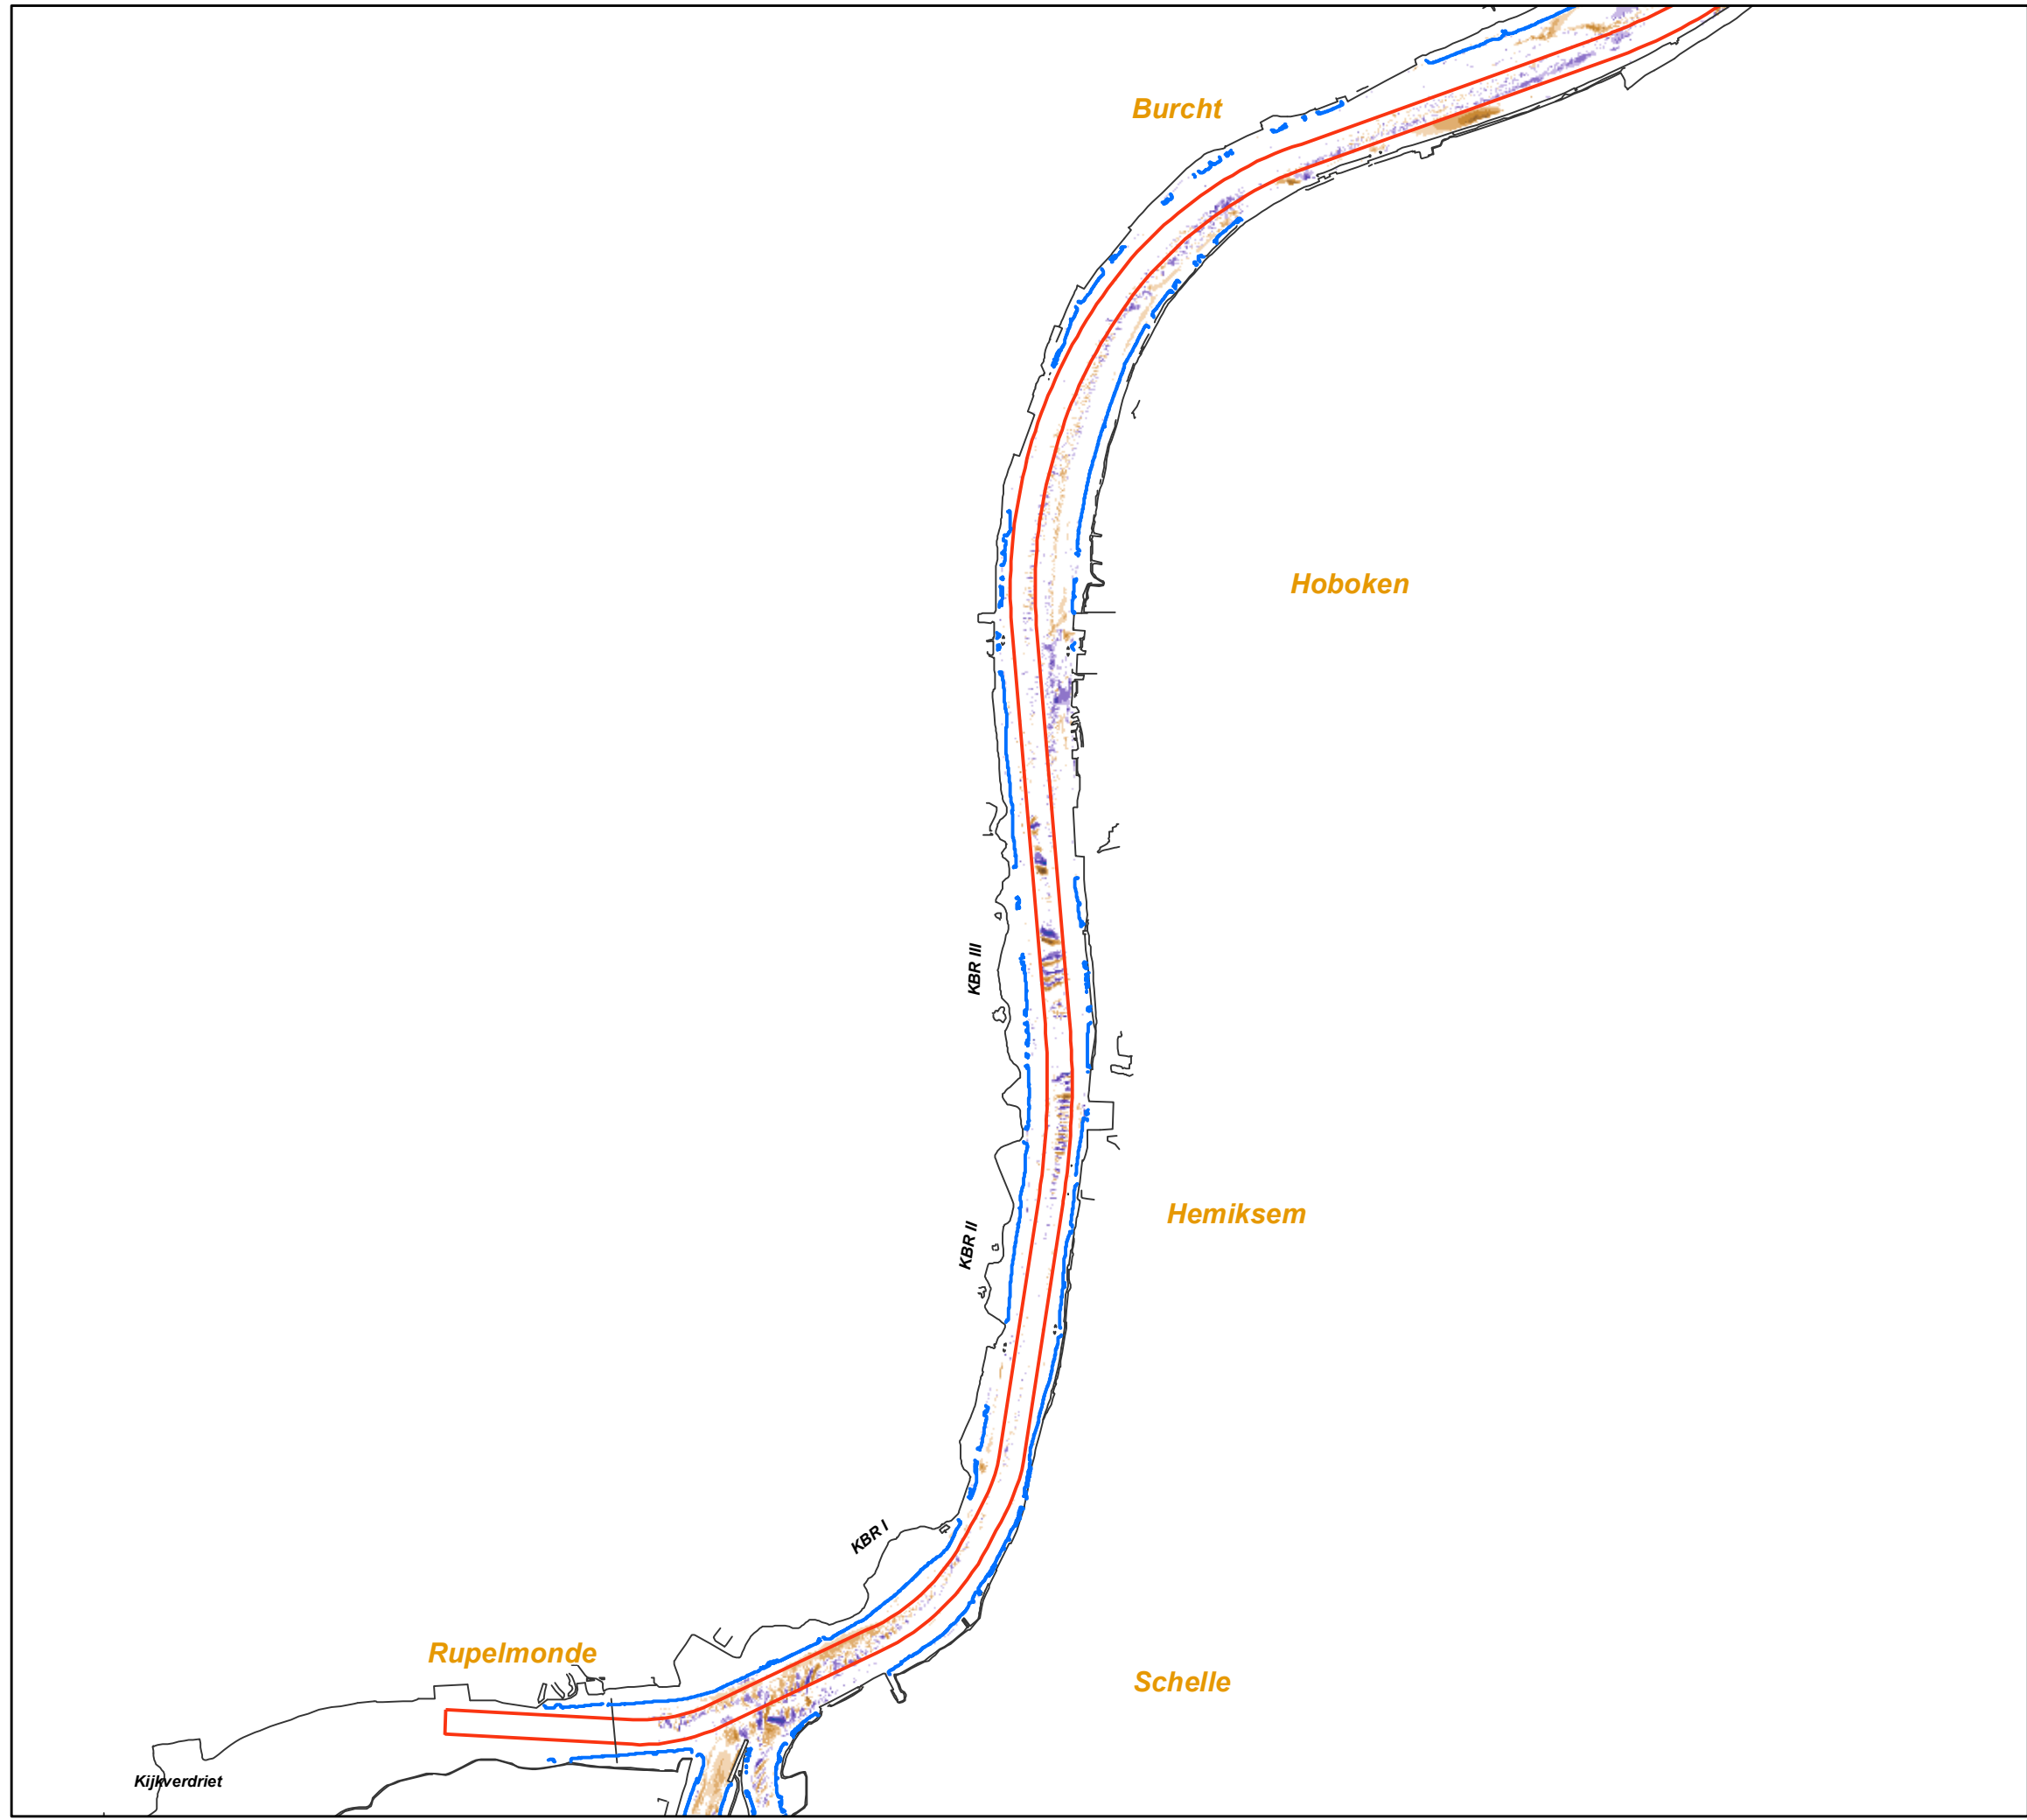 Burcht
Hoboken
KBR III
Hemiksem
KBR II
KBR I
Rupelmonde
Schelle
Kijkverdriet